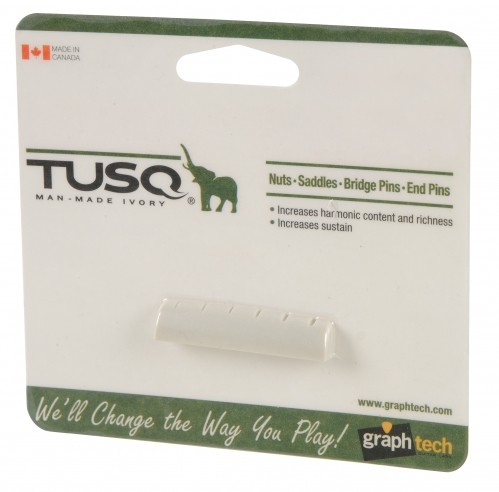 MADE IN
CANADA
TUSQ
MAN-MADE IVORY ®
Nuts · Saddles · Bridge Pins · End Pins
• Increases harmonic content and richness
• Increases sustain
www.graphtech.com
We'll Change the Way You Play!
graph tech